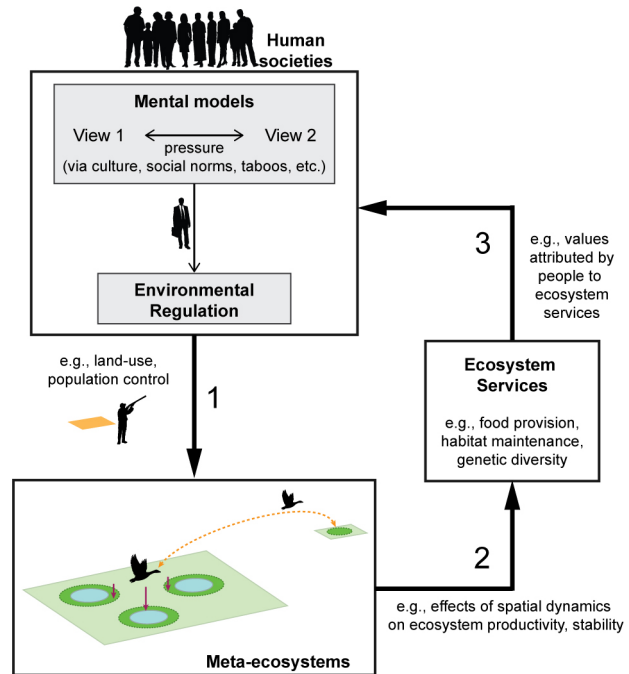 Human
societies
Mental models
View 1 View 2
pressure
(via culture, social norms, taboos, etc.)
Environmental
Regulation
3
e.g., values
attributed by
people to
ecosystem
services
e.g., land-use,
population control
1
Ecosystem
Services
e.g., food provision,
habitat maintenance,
genetic diversity
2
e.g., effects of spatial dynamics
on ecosystem productivity, stability
Meta-ecosystems